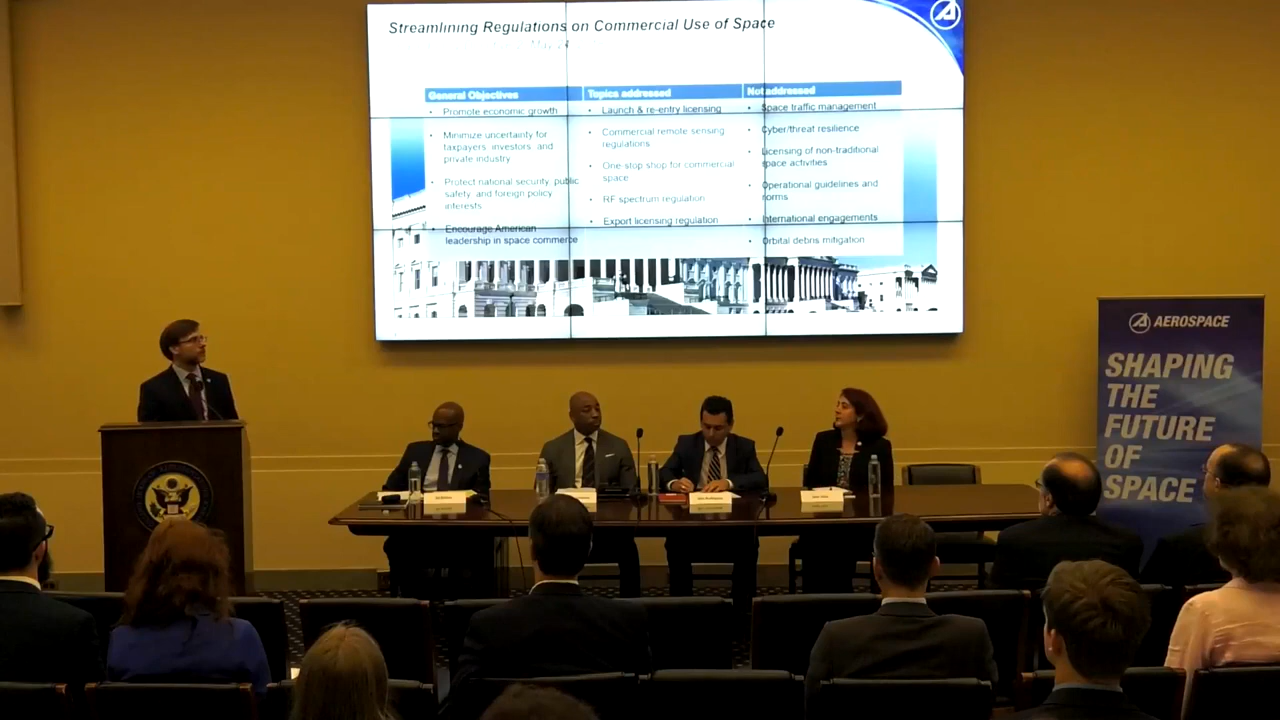 Streamlining Regulations on Commercial Use of Space
May 24
General Objectives
Promote economic growth
Minimize uncertainty for
taxpayers, investors, and
private industry
Protect national security, public
safety, and foreign policy
interests
Encourage American
leadership in space commerce
Topics addressed
Launch & re-entry licensing
Commercial remote sensing
regulations
One-stop shop for commercial
space
RF spectrum regulation
Export licensing regulation
Not addressed
Space traffic management
Cyber/threat resilience
Licensing of non-traditional
space activities
Operational guidelines and
norms
International engagements
Orbital debris mitigation
AEROSPACE
SHAPING
THE
FUTURE
OF
SPACE